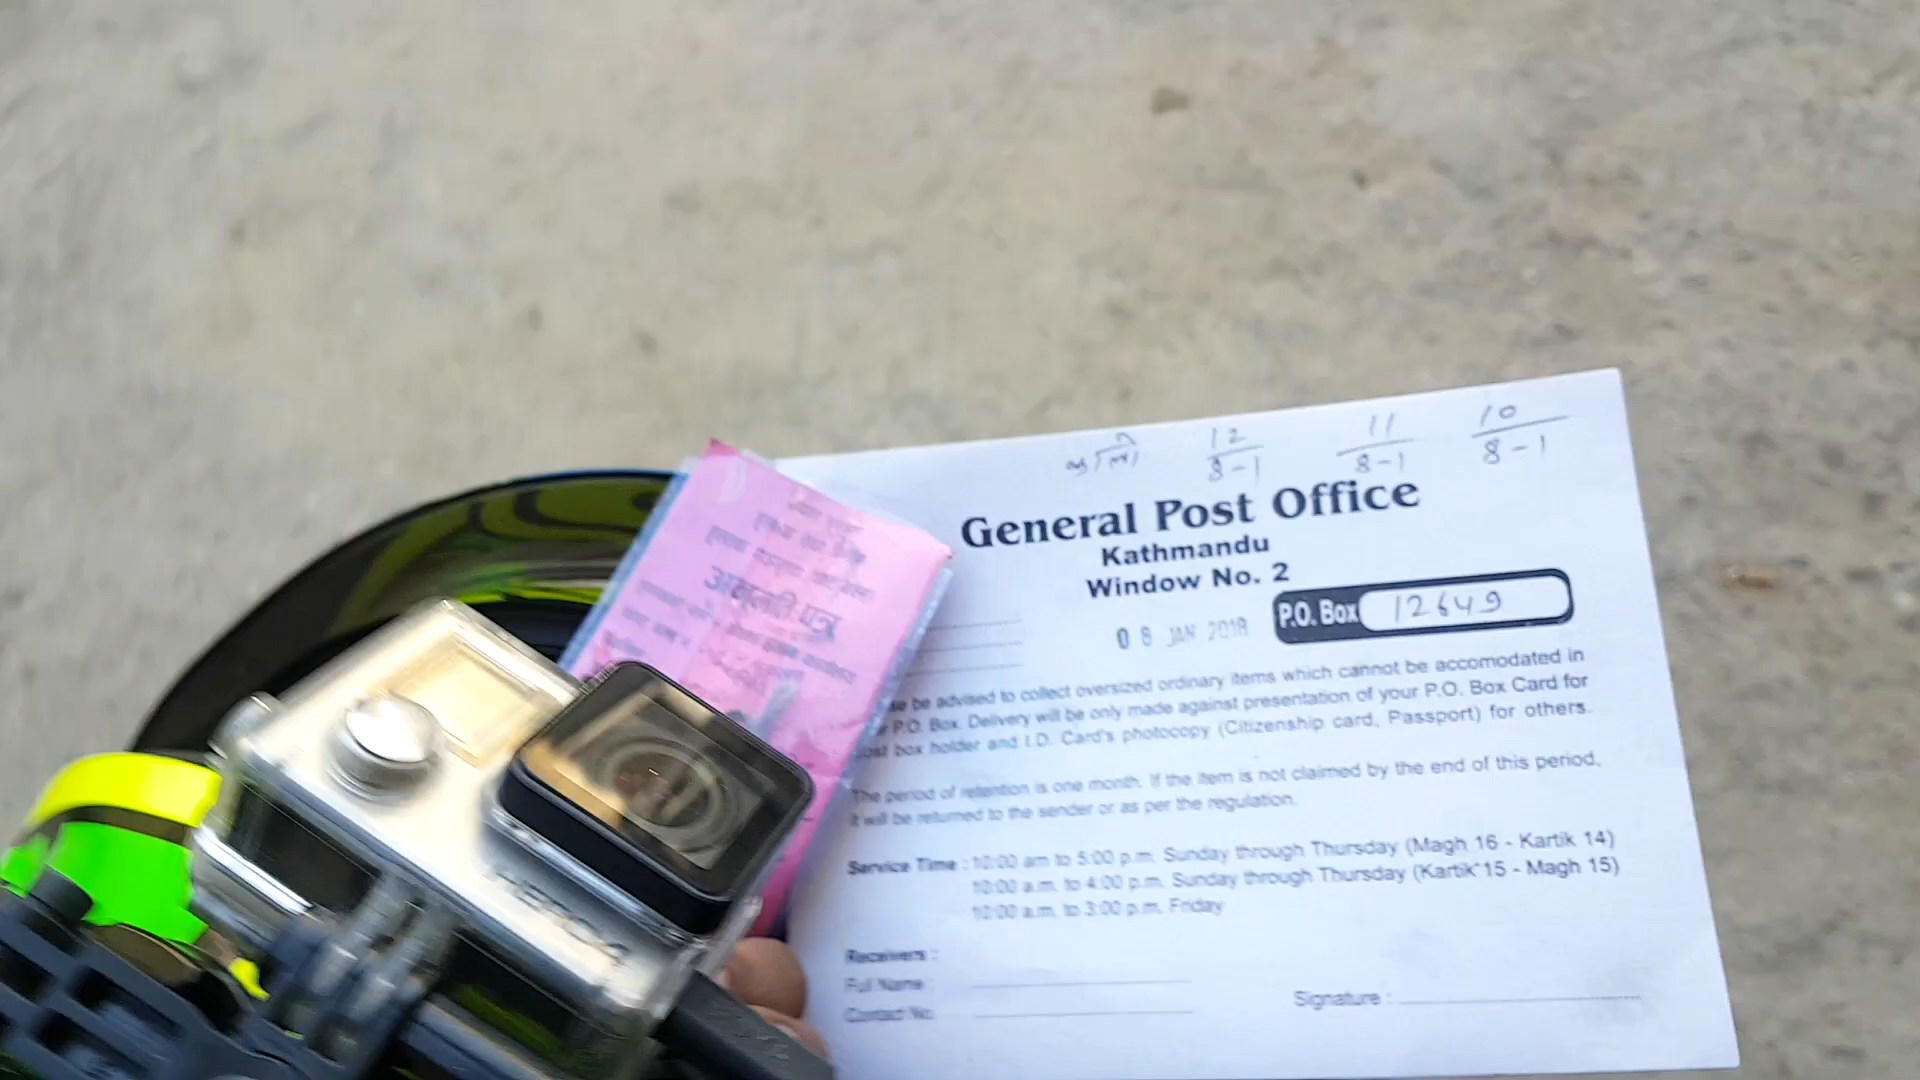 12 11 10
8-1 8-1 8-1
General Post Office
Kathmandu
Window No. 2
08 JAN 2018 P.O. Box 12649
be advised to collect oversized ordinary items which cannot be accomodated in
P.O. Box. Delivery will be only made against presentation of your P.O. Box Card for
box holder and I.D. Card's photocopy (Citizenship card, Passport) for others.
The period of retention is one month. If the item is not claimed by the end of this period,
it will be returned to the sender or as per the regulation.
Service Time : 10:00 am to 5:00 p.m. Sunday through Thursday (Magh 16 - Kartik 14)
10:00 a.m. to 4:00 p.m. Sunday through Thursday (Kartik 15 - Magh 15)
10:00 a.m. to 3:00 p.m. Friday
Receivers :
Full Name :
Contact No.
Signature :
अनुमति-पत्र
HERO4